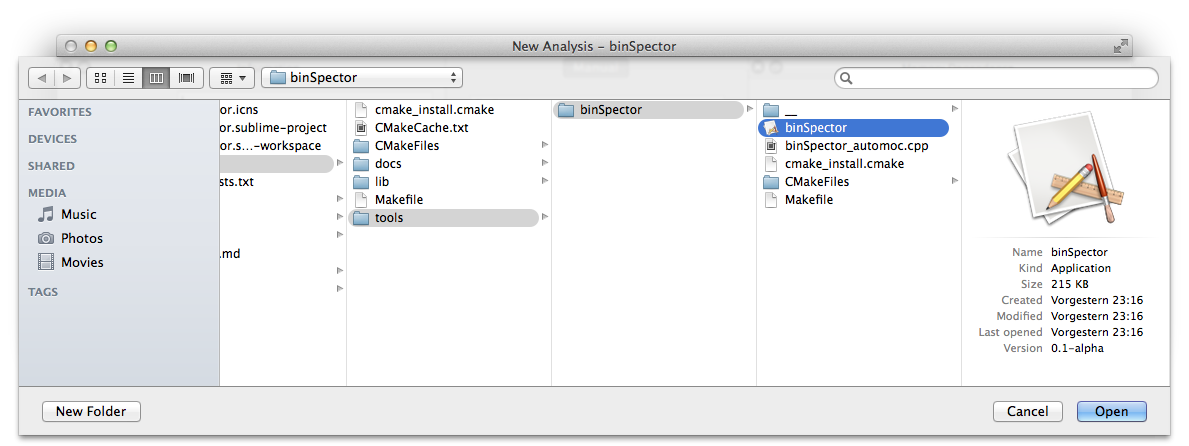 New Analysis – binSpector
binSpector
FAVORITES
DEVICES
SHARED
MEDIA
Music
Photos
Movies
TAGS
or.icns
or.sublime-project
or.s...-workspace
sts.txt
.md
cmake_install.cmake
CMakeCache.txt
CMakeFiles
docs
lib
Makefile
tools
binSpector
__
binSpector
binSpector_automoc.cpp
cmake_install.cmake
CMakeFiles
Makefile
Name binSpector
Kind Application
Size 215 KB
Created Vorgestern 23:16
Modified Vorgestern 23:16
Last opened Vorgestern 23:16
Version 0.1-alpha
New Folder
Cancel
Open